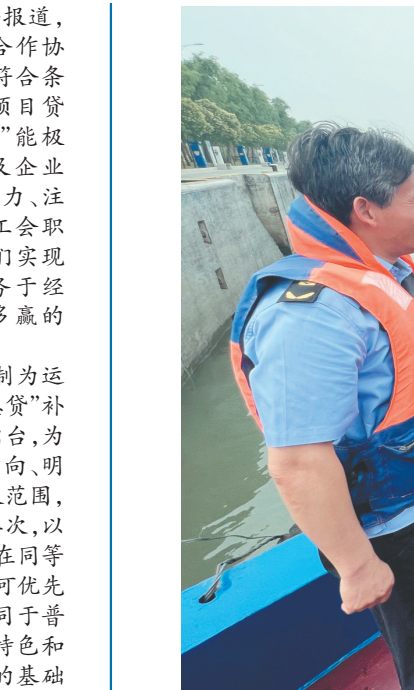 报道,
合作协
符合条
项目贷
”能极
及企业
力、注
工会职
们实现
务于经
多赢的
制为运
贷”补
台,为
向、明
范围,
次,以
在同等
可优先
同于普
特色和
的基础